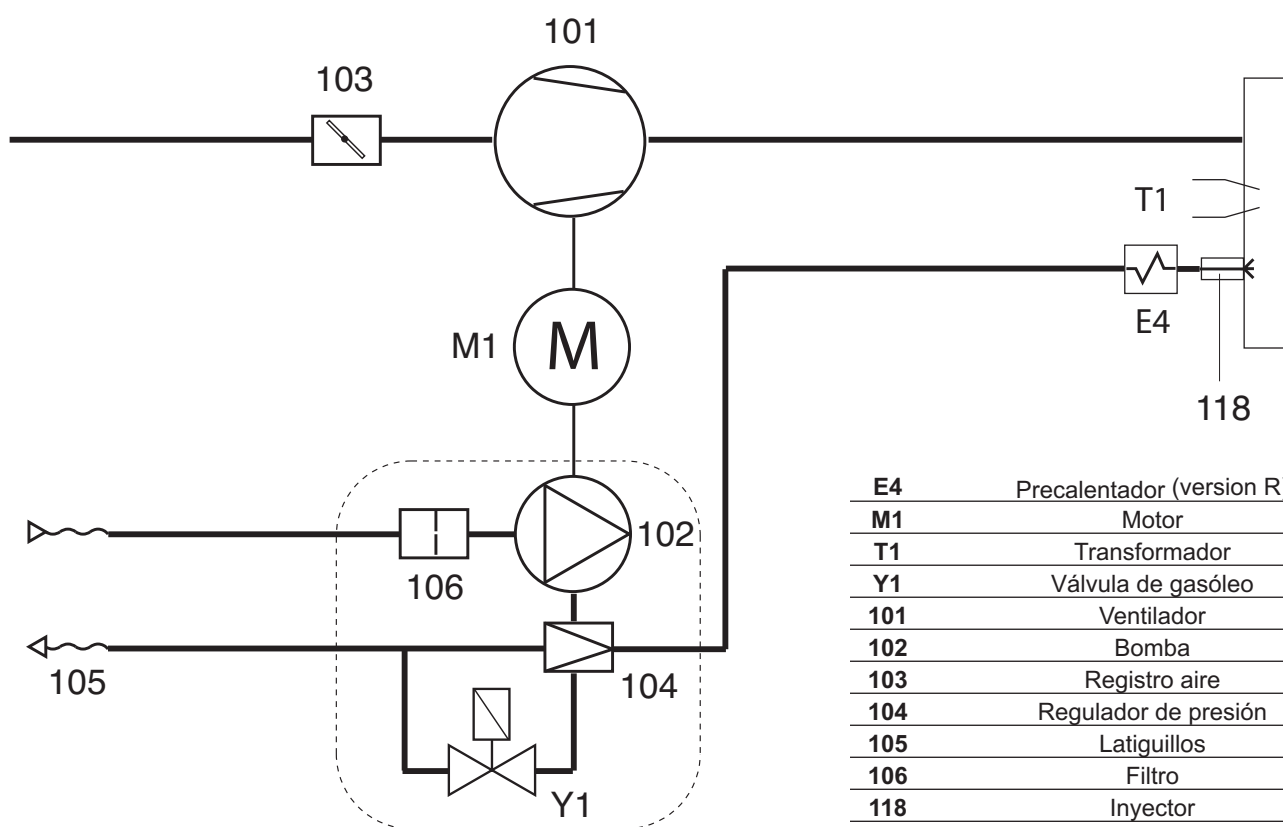 101
103
T1
E4
M1
M
118
102
106
105
104
Y1
E4 Precalentador (version R
M1 Motor
T1 Transformador
Y1 Válvula de gasóleo
101 Ventilador
102 Bomba
103 Registro aire
104 Regulador de presión
105 Latiguillos
106 Filtro
118 Inyector